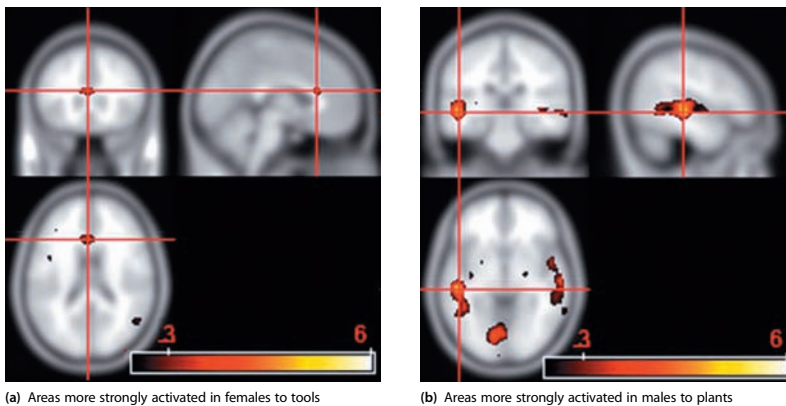 .3 6
.3 6
(a) Areas more strongly activated in females to tools
(b) Areas more strongly activated in males to plants